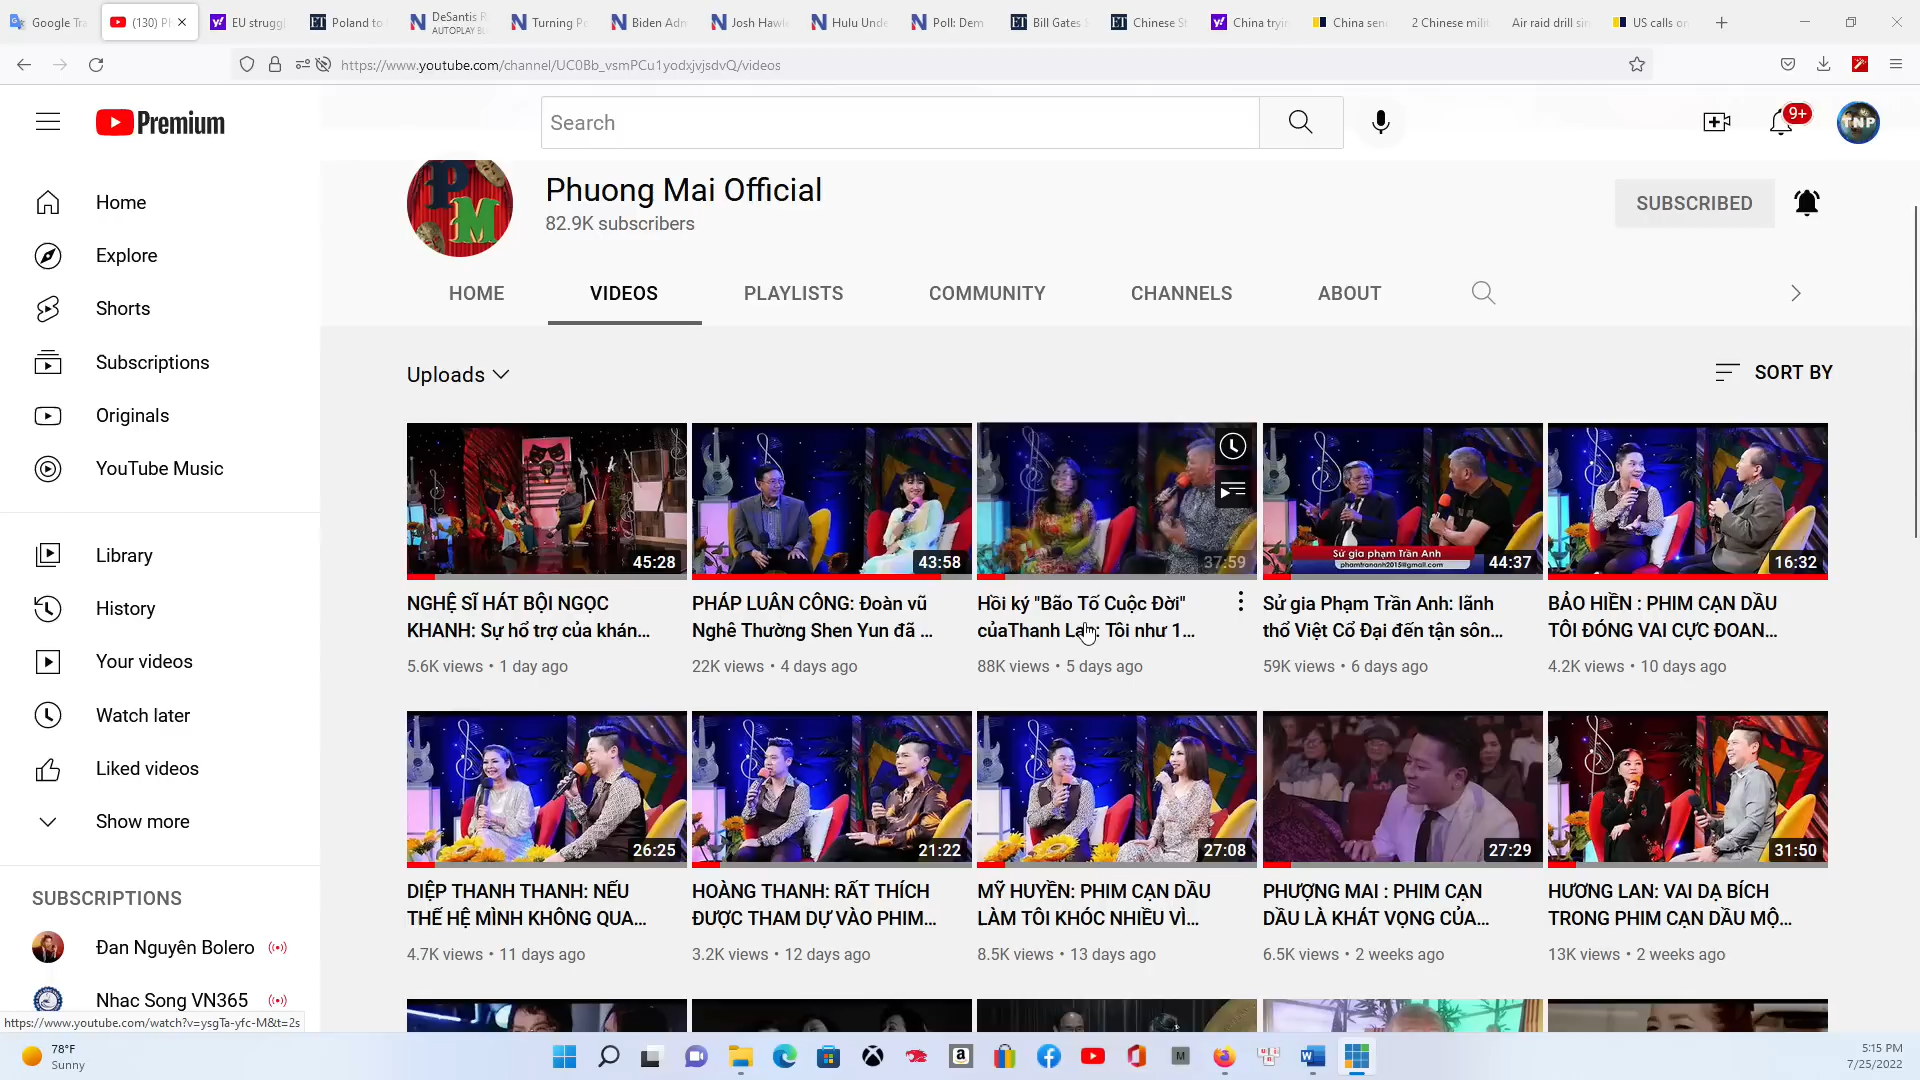 Google Tra
(130) P
EU strugg
Poland to
DeSantis R
AUTOPLAY BL
Turning P
Biden Adm
Josh Hawl
Hulu Unde
Poll: Dem
Bill Gates
Chinese S
China tryin
China sen
2 Chinese milit
Air raid drill si
US calls o
https://www.youtube.com/channel/UC0Bb_vsmPCu1yodxjvjsdvQ/videos
Premium
Search
9+
TNP
Home
Explore
Shorts
Subscriptions
Originals
YouTube Music
Library
History
Your videos
Watch later
Liked videos
Show more
SUBSCRIPTIONS
Đan Nguyên Bolero
Nhac Song VN365
https://www.youtube.com/watch?v=ysgTa-yfc-M&t=2s
PM
Phuong Mai Official
82.9K subscribers
SUBSCRIBED
HOME
VIDEOS
PLAYLISTS
COMMUNITY
CHANNELS
ABOUT
Uploads
SORT BY
45:28
NGHỆ SĨ HÁT BỘI NGỌC
KHANH: Sự hổ trợ của khán...
5.6K views • 1 day ago
43:58
PHÁP LUÂN CÔNG: Đoàn vũ
Nghê Thường Shen Yun đã ...
22K views • 4 days ago
37:59
Hồi ký "Bão Tố Cuộc Đời"
củaThanh Lan: Tôi như 1...
88K views • 5 days ago
Sử gia phạm Trần Anh
phamtrananh2015@gmail.com
44:37
Sử gia Phạm Trần Anh: lãnh
thổ Việt Cổ Đại đến tận sôn...
59K views • 6 days ago
16:32
BẢO HIỀN : PHIM CẠN DẦU
TÔI ĐÓNG VAI CỰC ĐOAN...
4.2K views • 10 days ago
26:25
DIỆP THANH THANH: NẾU
THẾ HỆ MÌNH KHÔNG QUA...
4.7K views • 11 days ago
21:22
HOÀNG THANH: RẤT THÍCH
ĐƯỢC THAM DỰ VÀO PHIM...
3.2K views • 12 days ago
27:08
MỸ HUYỀN: PHIM CẠN DẦU
LÀM TÔI KHÓC NHIỀU VÌ...
8.5K views • 13 days ago
27:29
PHƯỢNG MAI : PHIM CẠN
DẦU LÀ KHÁT VỌNG CỦA...
6.5K views • 2 weeks ago
31:50
HƯƠNG LAN: VAI DẠ BÍCH
TRONG PHIM CẠN DẦU MỘ...
13K views • 2 weeks ago
78°F
Sunny
5:15 PM
7/25/2022